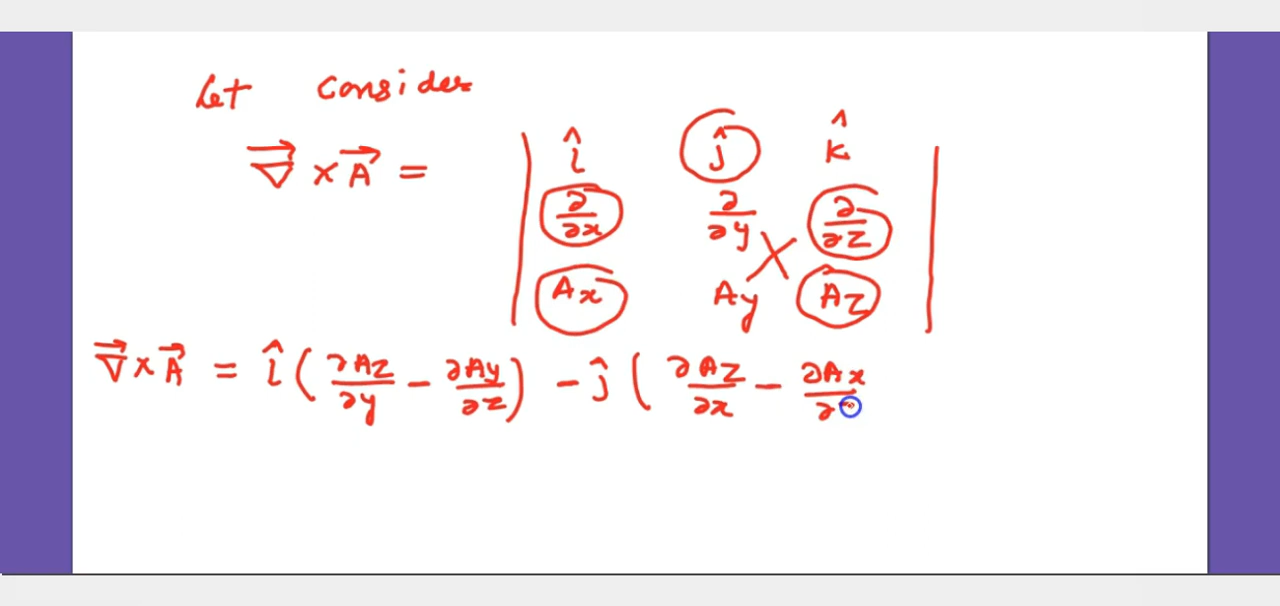 Let consider
∇⃗ × A⃗ = | î ĵ k̂ |
| ∂/∂x ∂/∂y ∂/∂z |
| Ax Ay Az |
∇⃗ × A⃗ = î ( ∂Az/∂y − ∂Ay/∂z ) − ĵ ( ∂Az/∂x − ∂Ax/∂